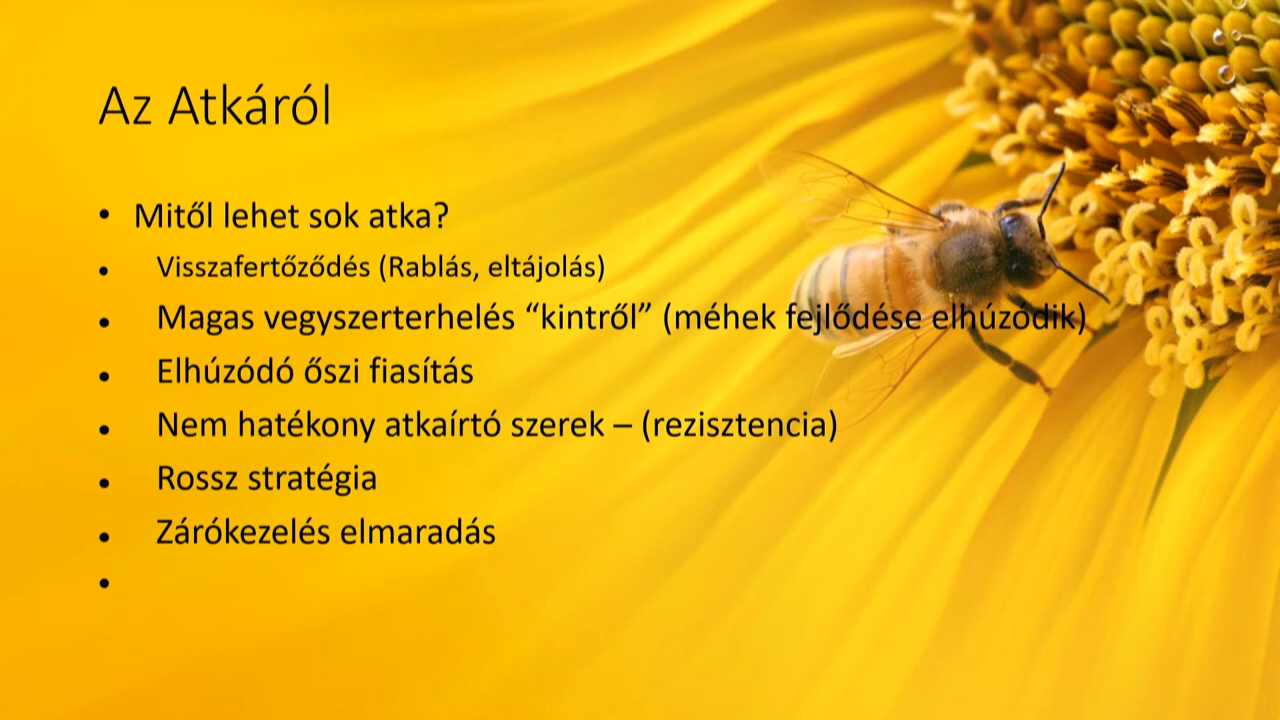 Az Atkáról
• Mitől lehet sok atka?
• Visszafertőződés (Rablás, eltájolás)
• Magas vegyszerterhelés “kintről” (méhek fejlődése elhúzódik)
• Elhúzódó őszi fiasítás
• Nem hatékony atkaírtó szerek – (rezisztencia)
• Rossz stratégia
• Zárókezelés elmaradás
•